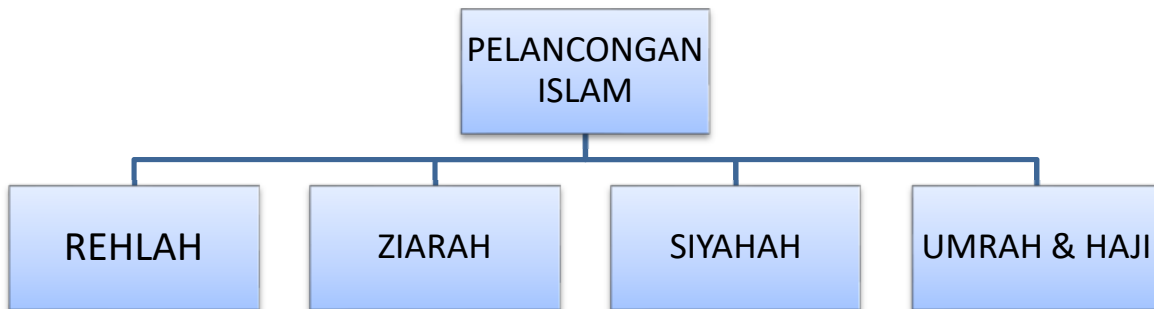 PELANCONGAN
ISLAM
REHLAH
ZIARAH
SIYAHAH
UMRAH & HAJI